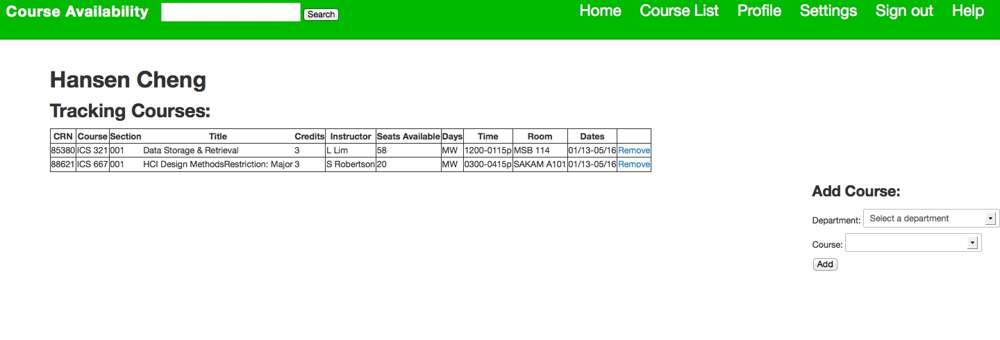 Course Availability Search Home Course List Profile Settings Sign out Help
Hansen Cheng
Tracking Courses:
CRN Course Section Title Credits Instructor Seats Available Days Time Room Dates
85380 ICS 321 001 Data Storage & Retrieval 3 L Lim 58 MW 1200-0115p MSB 114 01/13-05/16 Remove
88621 ICS 667 001 HCI Design MethodsRestriction: Major 3 S Robertson 20 MW 0300-0415p SAKAM A101 01/13-05/16 Remove
Add Course:
Department: Select a department
Course:
Add